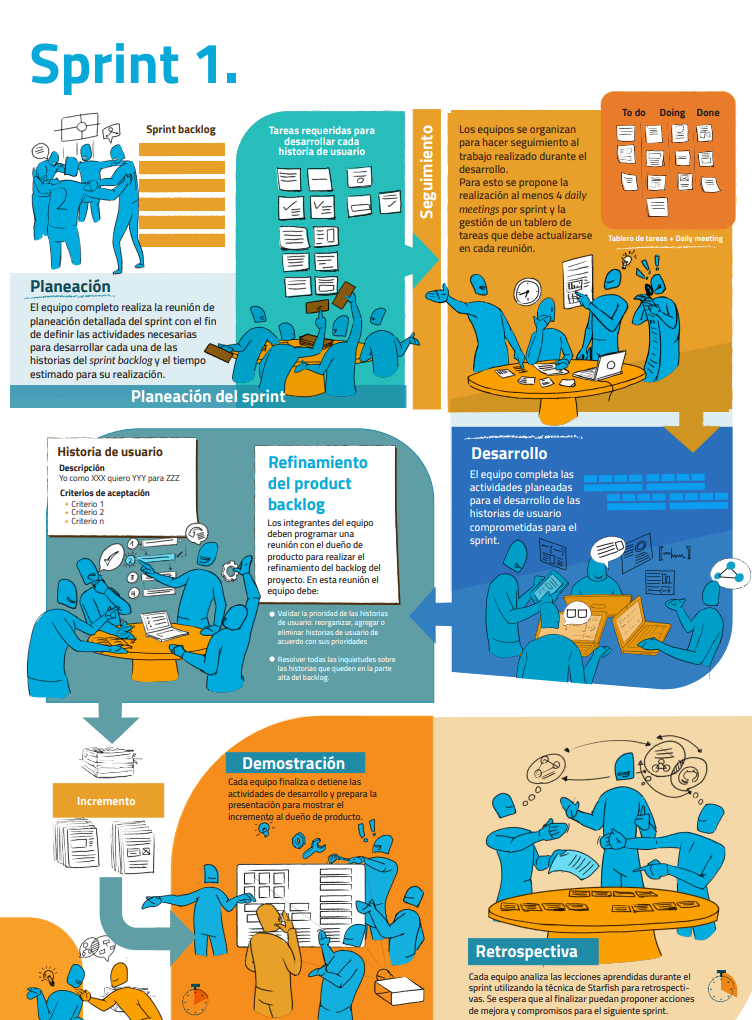 Sprint 1.
Sprint backlog
Planeación
El equipo completo realiza la reunión de
planeación detallada del sprint con el fin
de definir las actividades necesarias
para desarrollar cada una de las
historias del sprint backlog y el tiempo
estimado para su realización.
Tareas requeridas para
desarrollar cada
historia de usuario
Planeación del sprint
Seguimiento
Los equipos se organizan
para hacer seguimiento al
trabajo realizado durante el
desarrollo.
Para esto se propone la
realización al menos 4 daily
meetings por sprint y la
gestión de un tablero de
tareas que debe actualizarse
en cada reunión.
To do Doing Done
Tablero de tareas + Daily meeting
Desarrollo
El equipo completa las
actividades planeadas
para el desarrollo de las
historias de usuario
comprometidas para el
sprint.
Historia de usuario
Descripción
Yo como XXX quiero YYY para ZZZ
Criterios de aceptación
• Criterio 1
• Criterio 2
• Criterio n
1
2
3
4
Refinamiento
del product
backlog
Los integrantes del equipo
deben programar una
reunión con el dueño de
producto para realizar el
refinamiento del backlog del
proyecto. En esta reunión el
equipo debe:
● Validar la prioridad de las historias
de usuario: reorganizar, agregar o
eliminar historias de usuario de
acuerdo con sus prioridades
● Resolver todas las inquietudes sobre
las historias que queden en la parte
alta del backlog.
Incremento
Demostración
Cada equipo finaliza o detiene las
actividades de desarrollo y prepara la
presentación para mostrar el
incremento al dueño de producto.
Retrospectiva
Cada equipo analiza las lecciones aprendidas durante el
sprint utilizando la técnica de Starfish para retrospecti-
vas. Se espera que al finalizar puedan proponer acciones
de mejora y compromisos para el siguiente sprint.